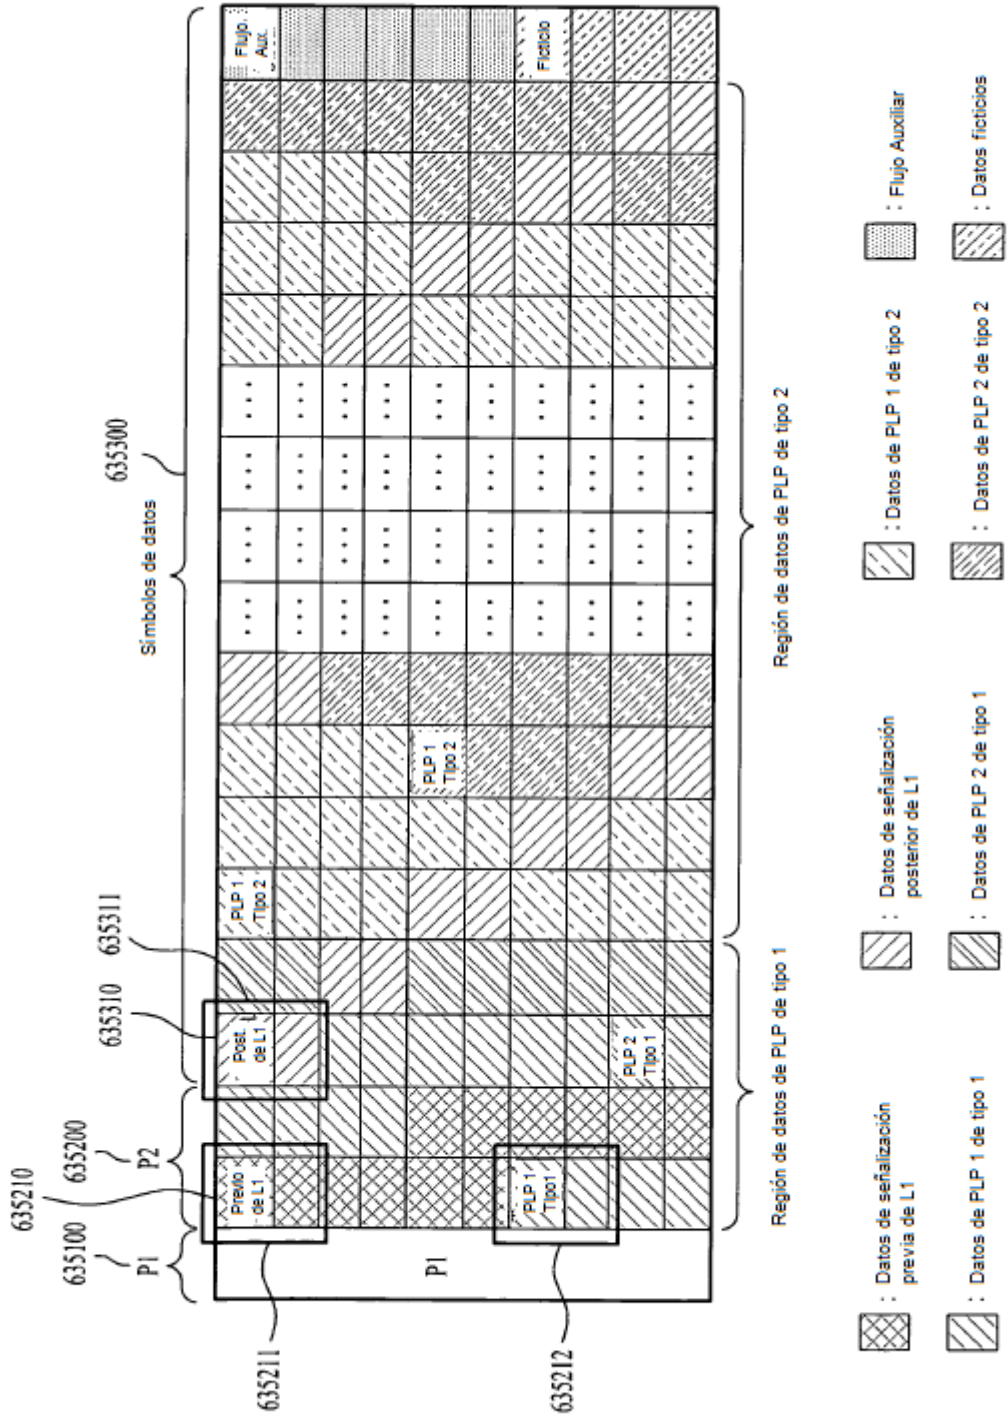 635300
Símbolos de datos
635311
635310
635200
P2
635210
635100
P1
635211
635212
P1
Previo
de L1
PLP 1
Tipo1
Post.
de L1
PLP 2
Tipo 1
PLP 1
Tipo 2
PLP 1
Tipo 2
... ... ... ...
... ... ... ...
... ... ... ...
... ... ... ...
... ... ... ...
... ... ... ...
... ... ... ...
... ... ... ...
... ... ... ...
... ... ... ...
Flujo.
Aux.
Ficticio
Región de datos de PLP de tipo 1
Región de datos de PLP de tipo 2
: Datos de señalización
previa de L1
: Datos de señalización
posterior de L1
: Datos de PLP 1 de tipo 2
: Flujo Auxiliar
: Datos de PLP 1 de tipo 1
: Datos de PLP 2 de tipo 1
: Datos de PLP 2 de tipo 2
: Datos ficticios